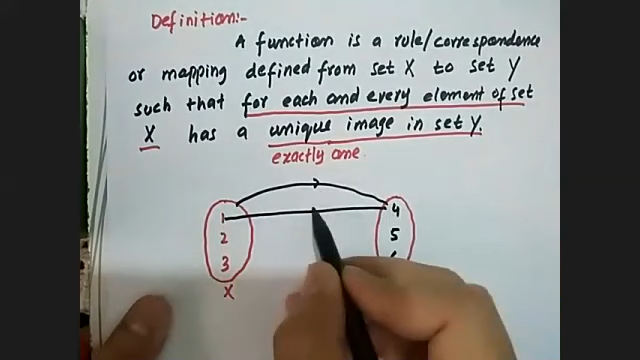 Definition:-
A function is a rule/correspondence
or mapping defined from set X to set Y
such that for each and every element of set
X has a unique image in set Y.
exactly one.
1 4
2 5
3
X